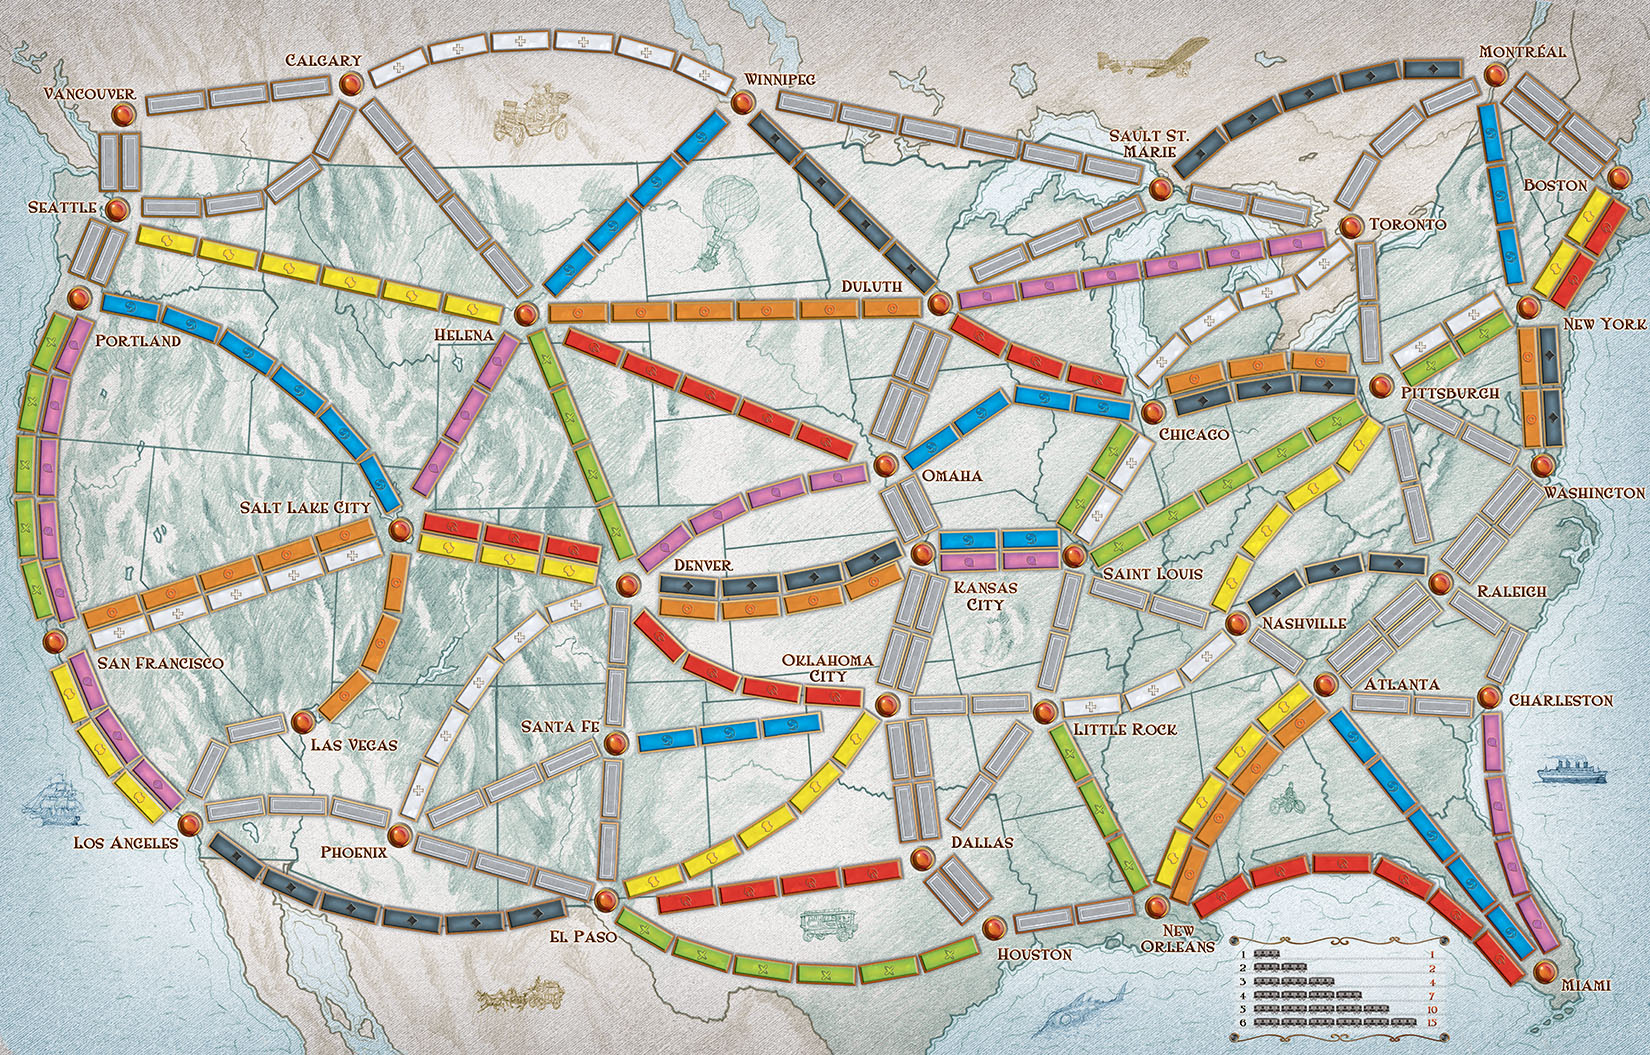 Calgary
Vancouver
Winnipeg
Montréal
Sault St.
Marie
Boston
Seattle
Toronto
Duluth
New York
Helena
Portland
Pittsburgh
Chicago
Omaha
Washington
Salt Lake City
Denver
Kansas
City
Saint Louis
Raleigh
Nashville
San Francisco
Oklahoma
City
Atlanta
Charleston
Santa Fe
Little Rock
Las Vegas
Los Angeles
Phoenix
Dallas
El Paso
Houston
New
Orleans
Miami
1 1
2 2
3 4
4 7
5 10
6 15